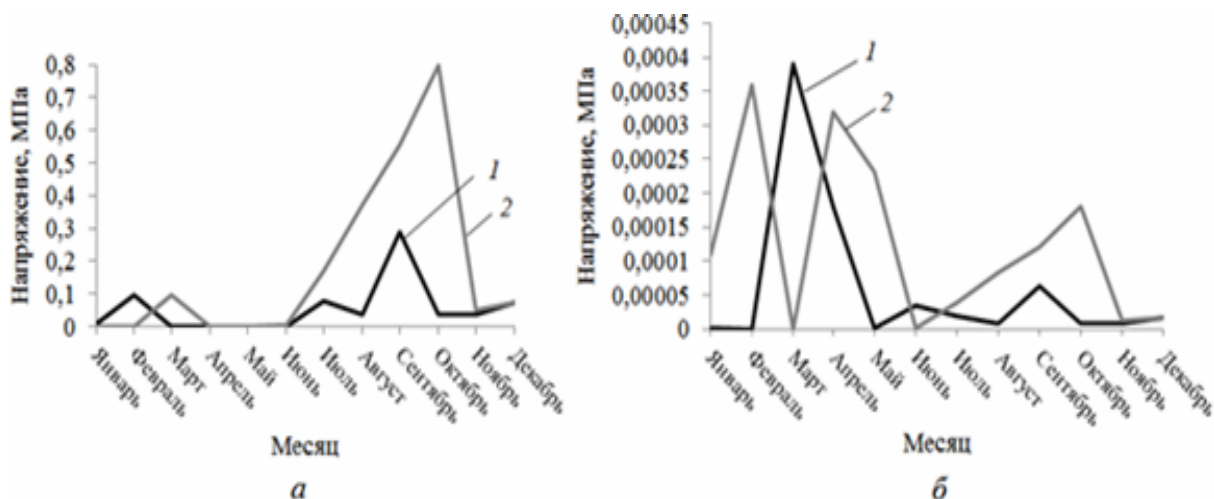 Напряжение, МПа
0,8
0,7
0,6
0,5
0,4
0,3
0,2
0,1
0
1
2
Январь
Февраль
Март
Апрель
Май
Июнь
Июль
Август
Сентябрь
Октябрь
Ноябрь
Декабрь
Месяц
а
Напряжение, МПа
0,00045
0,0004
0,00035
0,0003
0,00025
0,0002
0,00015
0,0001
0,00005
0
1
2
Январь
Февраль
Март
Апрель
Май
Июнь
Июль
Август
Сентябрь
Октябрь
Ноябрь
Декабрь
Месяц
б